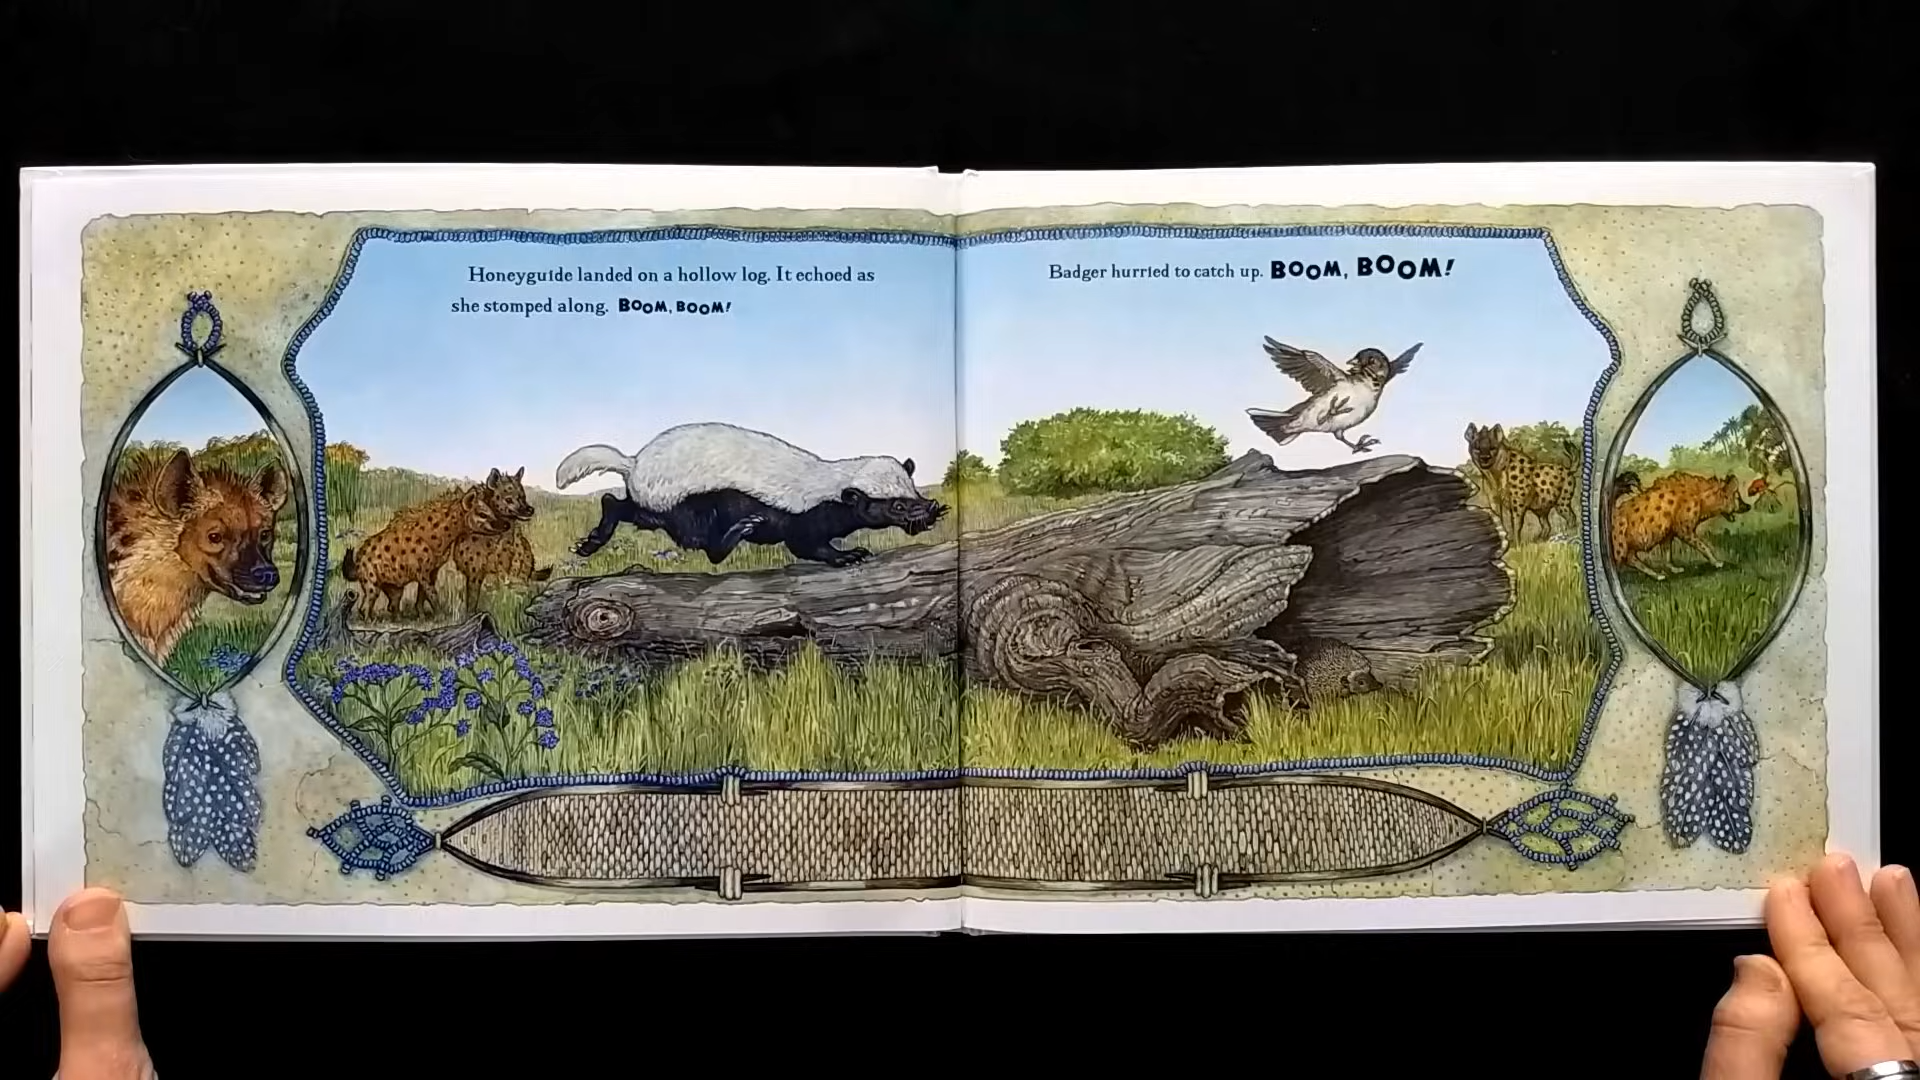 Honeyguide landed on a hollow log. It echoed as
she stomped along. BOOM, BOOM!
Badger hurried to catch up. BOOM, BOOM!